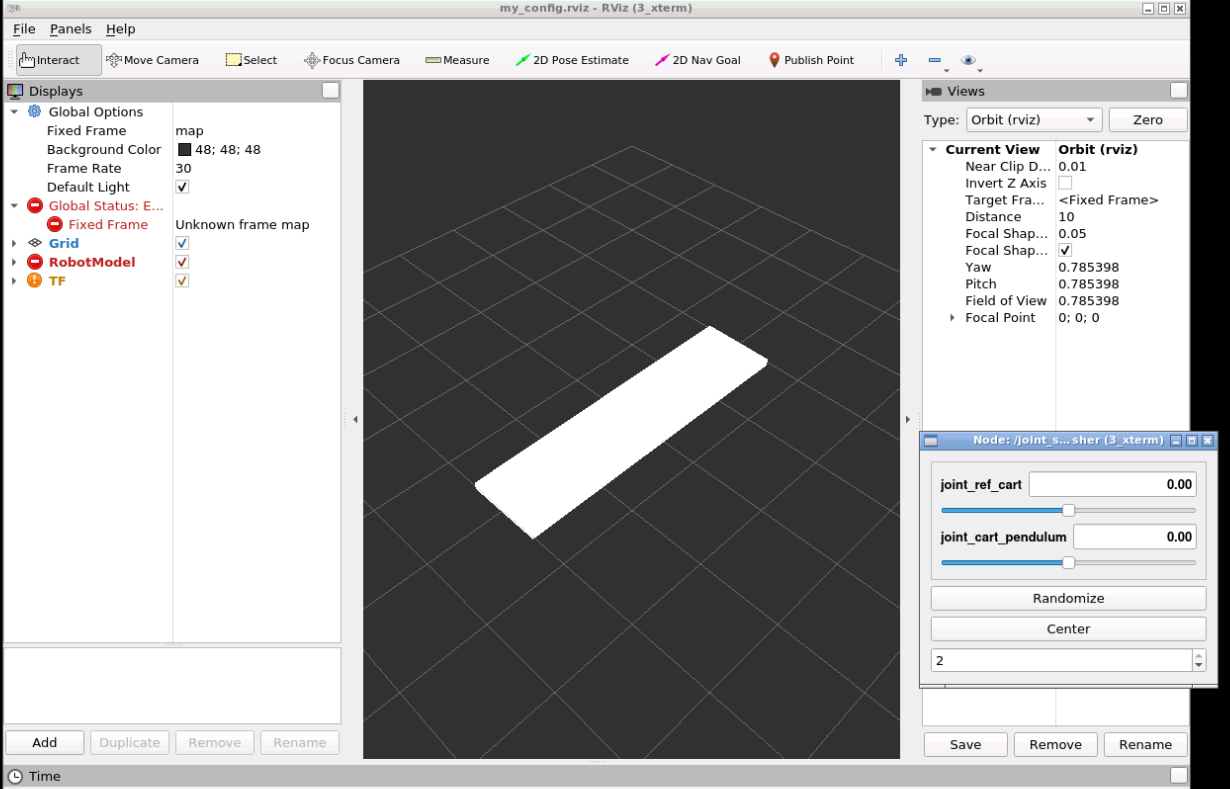 my_config.rviz - RViz (3_xterm)
File Panels Help
Interact Move Camera Select Focus Camera Measure 2D Pose Estimate 2D Nav Goal Publish Point
Displays
Global Options
Fixed Frame map
Background Color 48; 48; 48
Frame Rate 30
Default Light
Global Status: E...
Fixed Frame Unknown frame map
Grid
RobotModel
TF
Add Duplicate Remove Rename
Views
Type: Orbit (rviz) Zero
Current View Orbit (rviz)
Near Clip D... 0.01
Invert Z Axis
Target Fra... <Fixed Frame>
Distance 10
Focal Shap... 0.05
Focal Shap...
Yaw 0.785398
Pitch 0.785398
Field of View 0.785398
Focal Point 0; 0; 0
Node: /joint_s...sher (3_xterm)
joint_ref_cart 0.00
joint_cart_pendulum 0.00
Randomize
Center
2
Save Remove Rename
Time